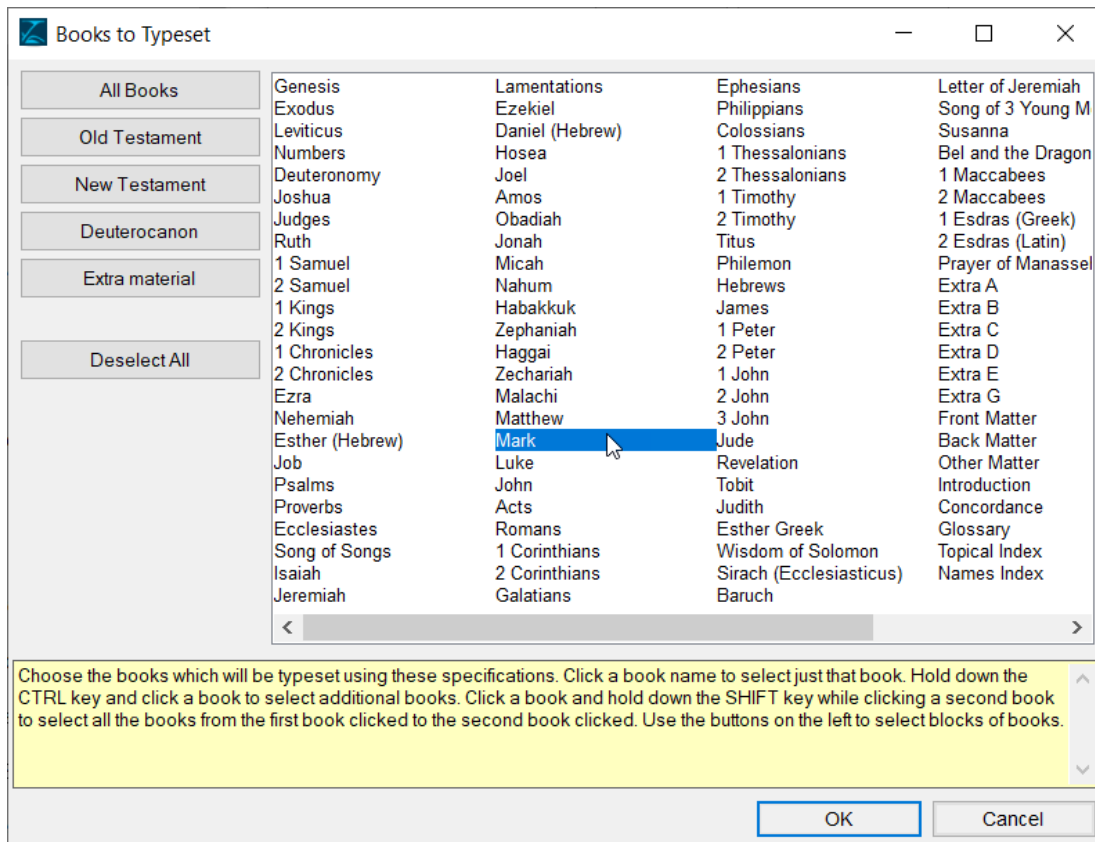 Books to Typeset
All Books
Old Testament
New Testament
Deuterocanon
Extra material
Deselect All
Genesis
Exodus
Leviticus
Numbers
Deuteronomy
Joshua
Judges
Ruth
1 Samuel
2 Samuel
1 Kings
2 Kings
1 Chronicles
2 Chronicles
Ezra
Nehemiah
Esther (Hebrew)
Job
Psalms
Proverbs
Ecclesiastes
Song of Songs
Isaiah
Jeremiah
Lamentations
Ezekiel
Daniel (Hebrew)
Hosea
Joel
Amos
Obadiah
Jonah
Micah
Nahum
Habakkuk
Zephaniah
Haggai
Zechariah
Malachi
Matthew
Mark
Luke
John
Acts
Romans
1 Corinthians
2 Corinthians
Galatians
Ephesians
Philippians
Colossians
1 Thessalonians
2 Thessalonians
1 Timothy
2 Timothy
Titus
Philemon
Hebrews
James
1 Peter
2 Peter
1 John
2 John
3 John
Jude
Revelation
Tobit
Judith
Esther Greek
Wisdom of Solomon
Sirach (Ecclesiasticus)
Baruch
Letter of Jeremiah
Song of 3 Young M
Susanna
Bel and the Dragon
1 Maccabees
2 Maccabees
1 Esdras (Greek)
2 Esdras (Latin)
Prayer of Manassel
Extra A
Extra B
Extra C
Extra D
Extra E
Extra G
Front Matter
Back Matter
Other Matter
Introduction
Concordance
Glossary
Topical Index
Names Index
Choose the books which will be typeset using these specifications. Click a book name to select just that book. Hold down the
CTRL key and click a book to select additional books. Click a book and hold down the SHIFT key while clicking a second book
to select all the books from the first book clicked to the second book clicked. Use the buttons on the left to select blocks of books.
OK
Cancel